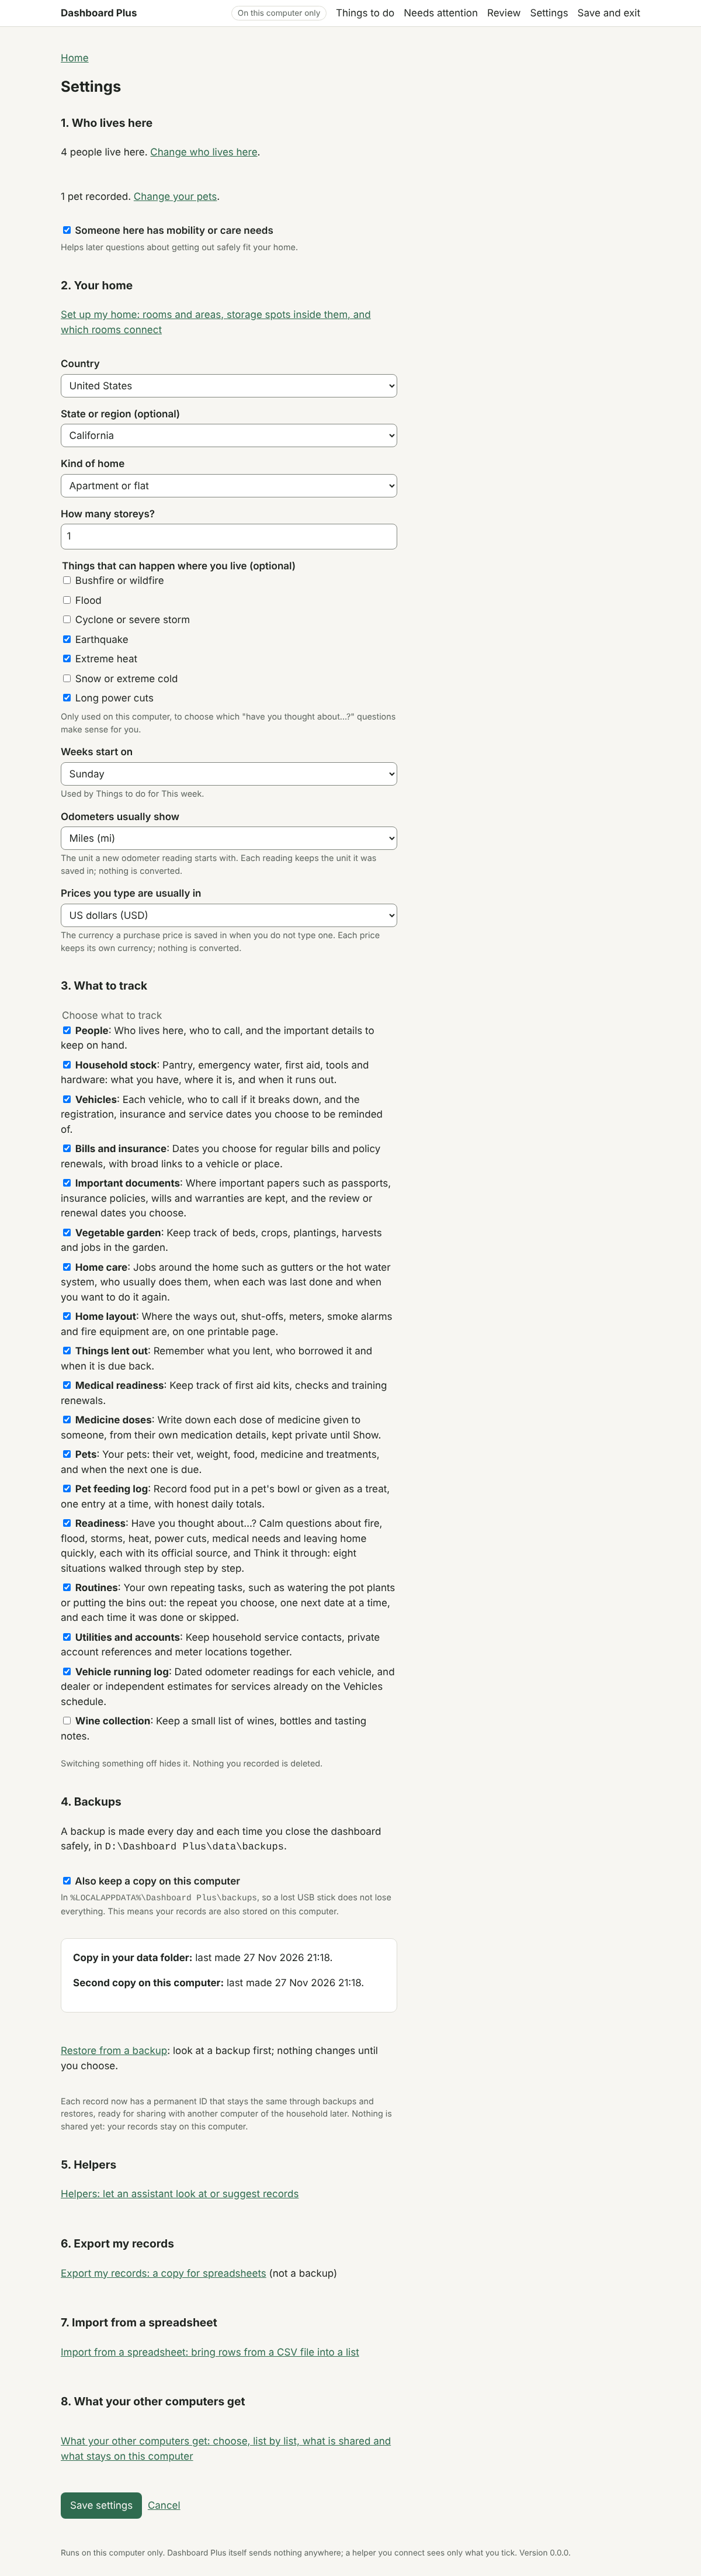 Dashboard Plus
On this computer only
Things to do
Needs attention
Review
Settings
Save and exit
Home
Settings
1. Who lives here
4 people live here. Change who lives here.
1 pet recorded. Change your pets.
Someone here has mobility or care needs
Helps later questions about getting out safely fit your home.
2. Your home
Set up my home: rooms and areas, storage spots inside them, and
which rooms connect
Country
United States
State or region (optional)
California
Kind of home
Apartment or flat
How many storeys?
1
Things that can happen where you live (optional)
Bushfire or wildfire
Flood
Cyclone or severe storm
Earthquake
Extreme heat
Snow or extreme cold
Long power cuts
Only used on this computer, to choose which "have you thought about...?" questions
make sense for you.
Weeks start on
Sunday
Used by Things to do for This week.
Odometers usually show
Miles (mi)
The unit a new odometer reading starts with. Each reading keeps the unit it was
saved in; nothing is converted.
Prices you type are usually in
US dollars (USD)
The currency a purchase price is saved in when you do not type one. Each price
keeps its own currency; nothing is converted.
3. What to track
Choose what to track
People: Who lives here, who to call, and the important details to
keep on hand.
Household stock: Pantry, emergency water, first aid, tools and
hardware: what you have, where it is, and when it runs out.
Vehicles: Each vehicle, who to call if it breaks down, and the
registration, insurance and service dates you choose to be reminded
of.
Bills and insurance: Dates you choose for regular bills and policy
renewals, with broad links to a vehicle or place.
Important documents: Where important papers such as passports,
insurance policies, wills and warranties are kept, and the review or
renewal dates you choose.
Vegetable garden: Keep track of beds, crops, plantings, harvests
and jobs in the garden.
Home care: Jobs around the home such as gutters or the hot water
system, who usually does them, when each was last done and when
you want to do it again.
Home layout: Where the ways out, shut-offs, meters, smoke alarms
and fire equipment are, on one printable page.
Things lent out: Remember what you lent, who borrowed it and
when it is due back.
Medical readiness: Keep track of first aid kits, checks and training
renewals.
Medicine doses: Write down each dose of medicine given to
someone, from their own medication details, kept private until Show.
Pets: Your pets: their vet, weight, food, medicine and treatments,
and when the next one is due.
Pet feeding log: Record food put in a pet's bowl or given as a treat,
one entry at a time, with honest daily totals.
Readiness: Have you thought about...? Calm questions about fire,
flood, storms, heat, power cuts, medical needs and leaving home
quickly, each with its official source, and Think it through: eight
situations walked through step by step.
Routines: Your own repeating tasks, such as watering the pot plants
or putting the bins out: the repeat you choose, one next date at a time,
and each time it was done or skipped.
Utilities and accounts: Keep household service contacts, private
account references and meter locations together.
Vehicle running log: Dated odometer readings for each vehicle, and
dealer or independent estimates for services already on the Vehicles
schedule.
Wine collection: Keep a small list of wines, bottles and tasting
notes.
Switching something off hides it. Nothing you recorded is deleted.
4. Backups
A backup is made every day and each time you close the dashboard
safely, in D:\Dashboard Plus\data\backups.
Also keep a copy on this computer
In %LOCALAPPDATA%\Dashboard Plus\backups, so a lost USB stick does not lose
everything. This means your records are also stored on this computer.
Copy in your data folder: last made 27 Nov 2026 21:18.
Second copy on this computer: last made 27 Nov 2026 21:18.
Restore from a backup: look at a backup first; nothing changes until
you choose.
Each record now has a permanent ID that stays the same through backups and
restores, ready for sharing with another computer of the household later. Nothing is
shared yet: your records stay on this computer.
5. Helpers
Helpers: let an assistant look at or suggest records
6. Export my records
Export my records: a copy for spreadsheets (not a backup)
7. Import from a spreadsheet
Import from a spreadsheet: bring rows from a CSV file into a list
8. What your other computers get
What your other computers get: choose, list by list, what is shared and
what stays on this computer
Save settings
Cancel
Runs on this computer only. Dashboard Plus itself sends nothing anywhere; a helper you connect sees only what you tick. Version 0.0.0.